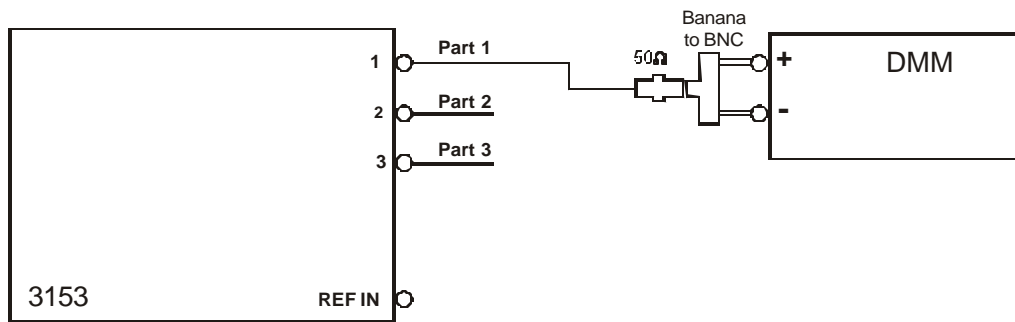 Banana
to BNC
1
Part 1
50Ω
+
DMM
2
Part 2
-
3
Part 3
3153
REF IN